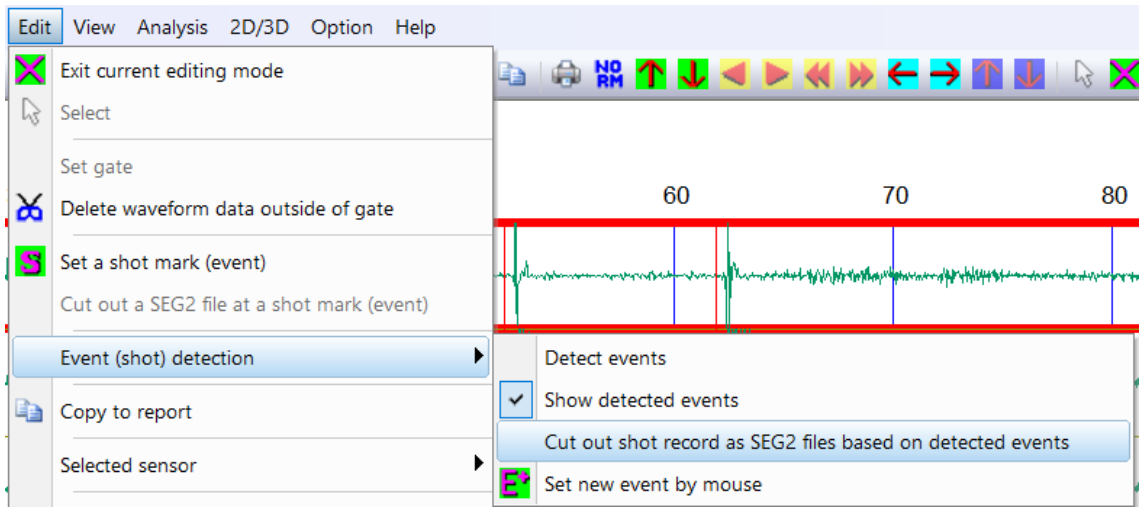 Edit View Analysis 2D/3D Option Help
Exit current editing mode
NO
RM
Select
Set gate
60 70 80
Delete waveform data outside of gate
S Set a shot mark (event)
Cut out a SEG2 file at a shot mark (event)
Event (shot) detection
Detect events
Show detected events
Copy to report
Cut out shot record as SEG2 files based on detected events
Selected sensor
E+ Set new event by mouse